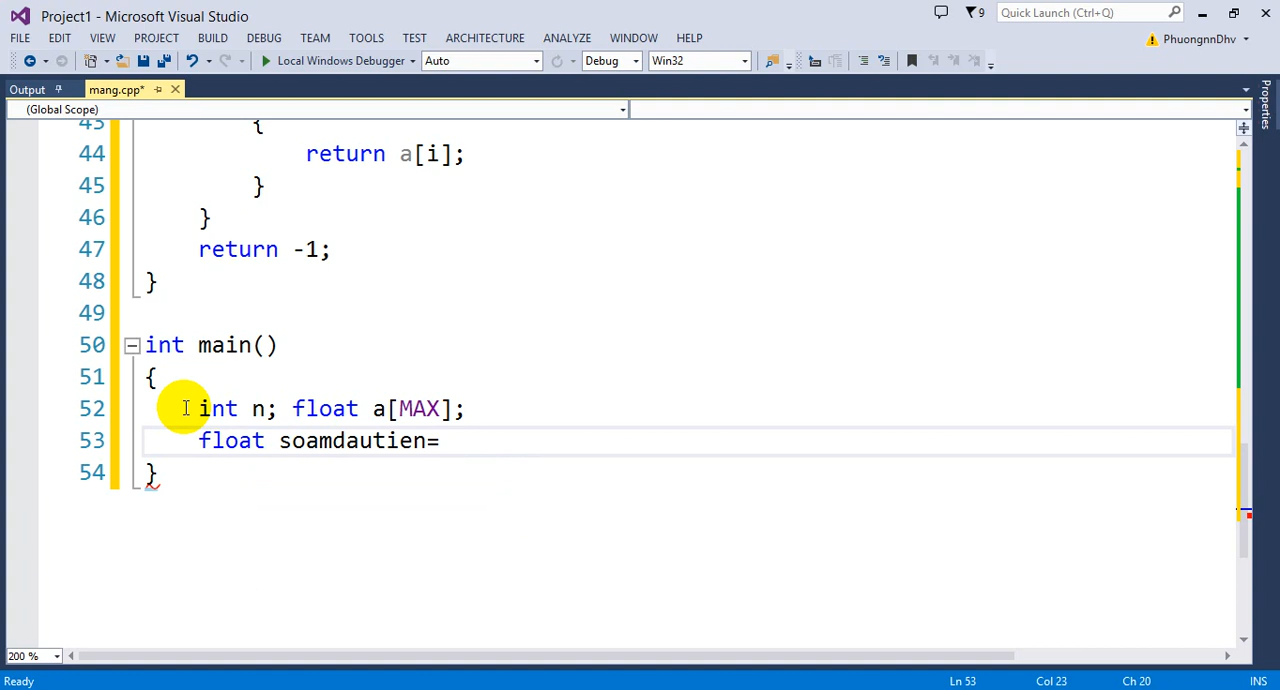 Project1 - Microsoft Visual Studio
9
Quick Launch (Ctrl+Q)
FILE EDIT VIEW PROJECT BUILD DEBUG TEAM TOOLS TEST ARCHITECTURE ANALYZE WINDOW HELP
PhuongnnDhv
Local Windows Debugger Auto Debug Win32
Output mang.cpp*
Properties
(Global Scope)
43 {
44 return a[i];
45 }
46 }
47 return -1;
48 }
49
50 int main()
51 {
52 int n; float a[MAX];
53 float soamdautien=
54 }
200 %
Ready Ln 53 Col 23 Ch 20 INS